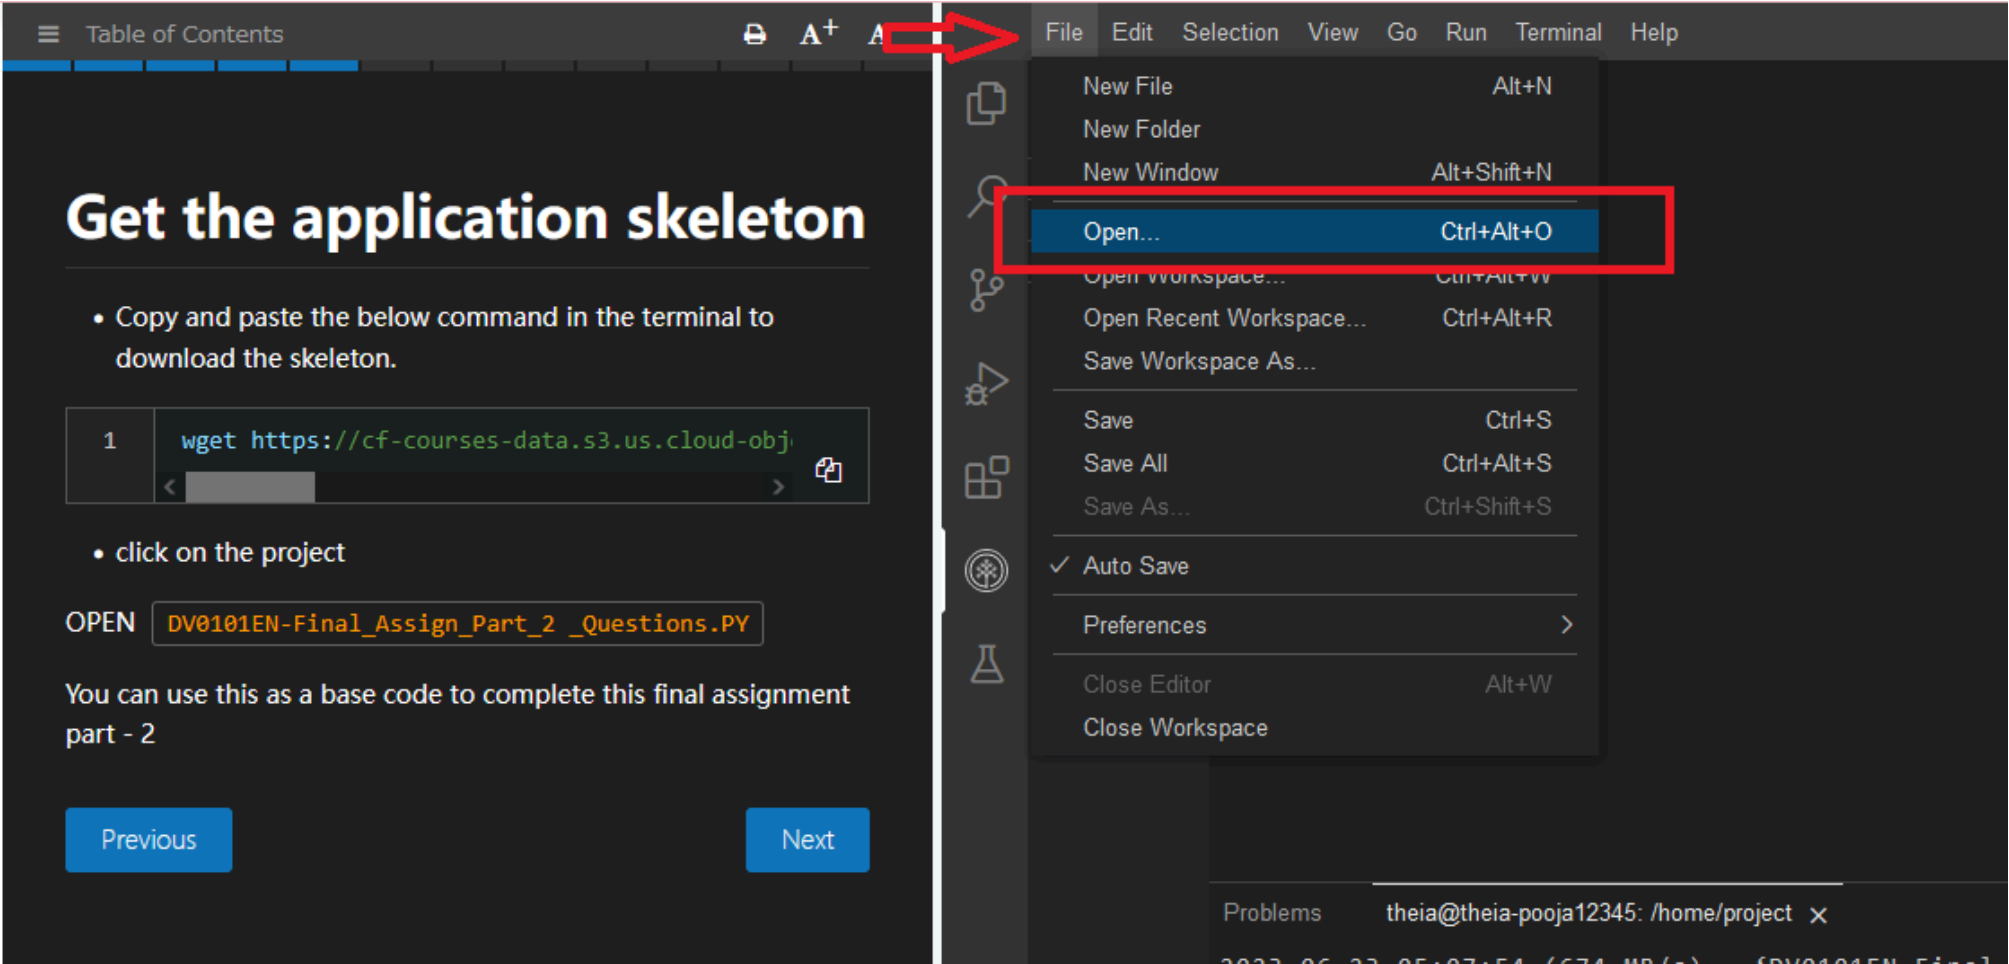 Table of Contents
A+
A
Get the application skeleton
• Copy and paste the below command in the terminal to
download the skeleton.
1
wget https://cf-courses-data.s3.us.cloud-obj
• click on the project
OPEN DV0101EN-Final_Assign_Part_2 _Questions.PY
You can use this as a base code to complete this final assignment
part - 2
Previous
Next
File Edit Selection View Go Run Terminal Help
New File Alt+N
New Folder
New Window Alt+Shift+N
Open... Ctrl+Alt+O
Open Workspace... Ctrl+Alt+W
Open Recent Workspace... Ctrl+Alt+R
Save Workspace As...
Save Ctrl+S
Save All Ctrl+Alt+S
Save As... Ctrl+Shift+S
✓ Auto Save
Preferences
Close Editor Alt+W
Close Workspace
Problems theia@theia-pooja12345: /home/project